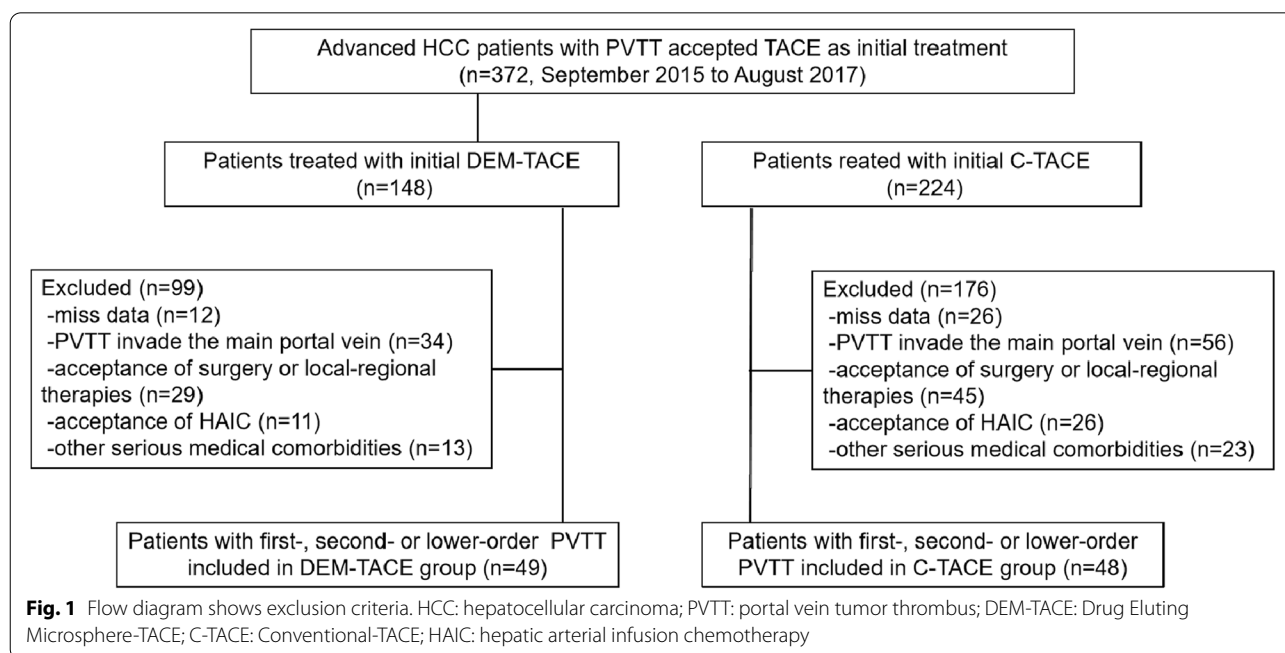 Advanced HCC patients with PVTT accepted TACE as initial treatment
(n=372, September 2015 to August 2017)
Patients treated with initial DEM-TACE
(n=148)
Patients reated with initial C-TACE
(n=224)
Excluded (n=99)
-miss data (n=12)
-PVTT invade the main portal vein (n=34)
-acceptance of surgery or local-regional
therapies (n=29)
-acceptance of HAIC (n=11)
-other serious medical comorbidities (n=13)
Excluded (n=176)
-miss data (n=26)
-PVTT invade the main portal vein (n=56)
-acceptance of surgery or local-regional
therapies (n=45)
-acceptance of HAIC (n=26)
-other serious medical comorbidities (n=23)
Patients with first-, second- or lower-order PVTT
included in DEM-TACE group (n=49)
Patients with first-, second- or lower-order
PVTT included in C-TACE group (n=48)
Fig. 1 Flow diagram shows exclusion criteria. HCC: hepatocellular carcinoma; PVTT: portal vein tumor thrombus; DEM-TACE: Drug Eluting
Microsphere-TACE; C-TACE: Conventional-TACE; HAIC: hepatic arterial infusion chemotherapy